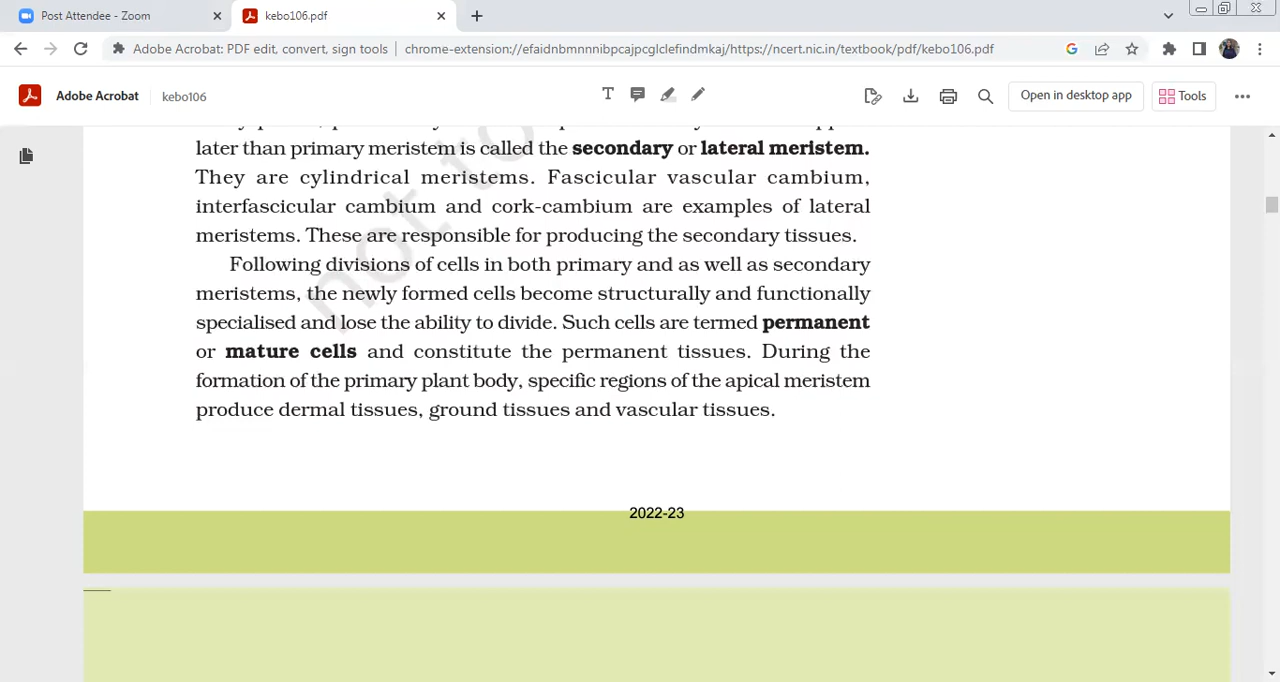 Post Attendee - Zoom
kebo106.pdf
Adobe Acrobat: PDF edit, convert, sign tools
chrome-extension://efaidnbmnnnibpcajpcglclefindmkaj/https://ncert.nic.in/textbook/pdf/kebo106.pdf
Adobe Acrobat
kebo106
Open in desktop app
Tools
later than primary meristem is called the secondary or lateral meristem.
They are cylindrical meristems. Fascicular vascular cambium,
interfascicular cambium and cork-cambium are examples of lateral
meristems. These are responsible for producing the secondary tissues.
Following divisions of cells in both primary and as well as secondary
meristems, the newly formed cells become structurally and functionally
specialised and lose the ability to divide. Such cells are termed permanent
or mature cells and constitute the permanent tissues. During the
formation of the primary plant body, specific regions of the apical meristem
produce dermal tissues, ground tissues and vascular tissues.
not to
2022-23